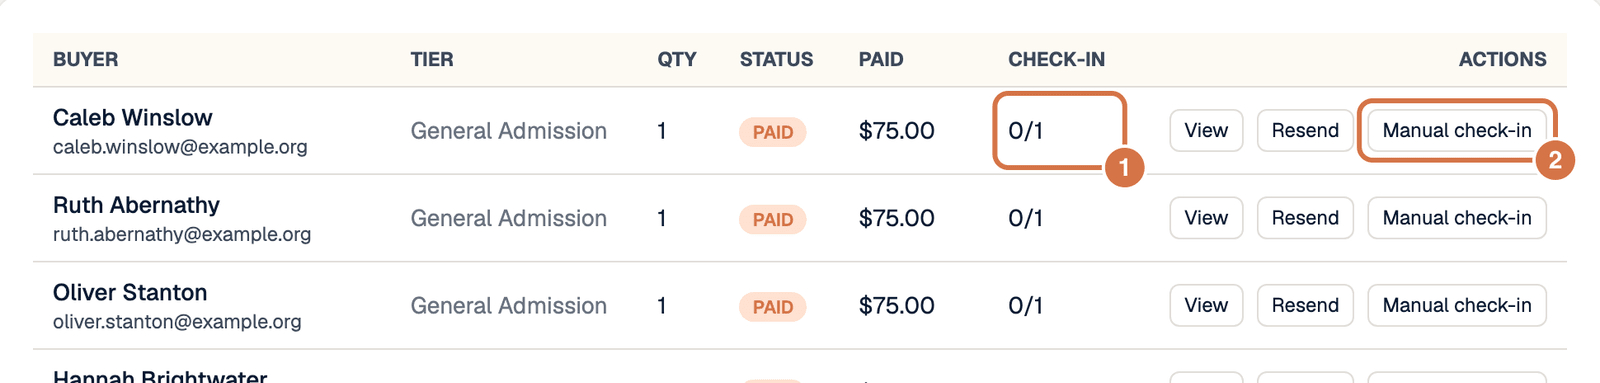 BUYER TIER QTY STATUS PAID CHECK-IN ACTIONS
Caleb Winslow
caleb.winslow@example.org
General Admission 1 PAID $75.00 0/1 View Resend Manual check-in
1 2
Ruth Abernathy
ruth.abernathy@example.org
General Admission 1 PAID $75.00 0/1 View Resend Manual check-in
Oliver Stanton
oliver.stanton@example.org
General Admission 1 PAID $75.00 0/1 View Resend Manual check-in
Hannah Brightwater